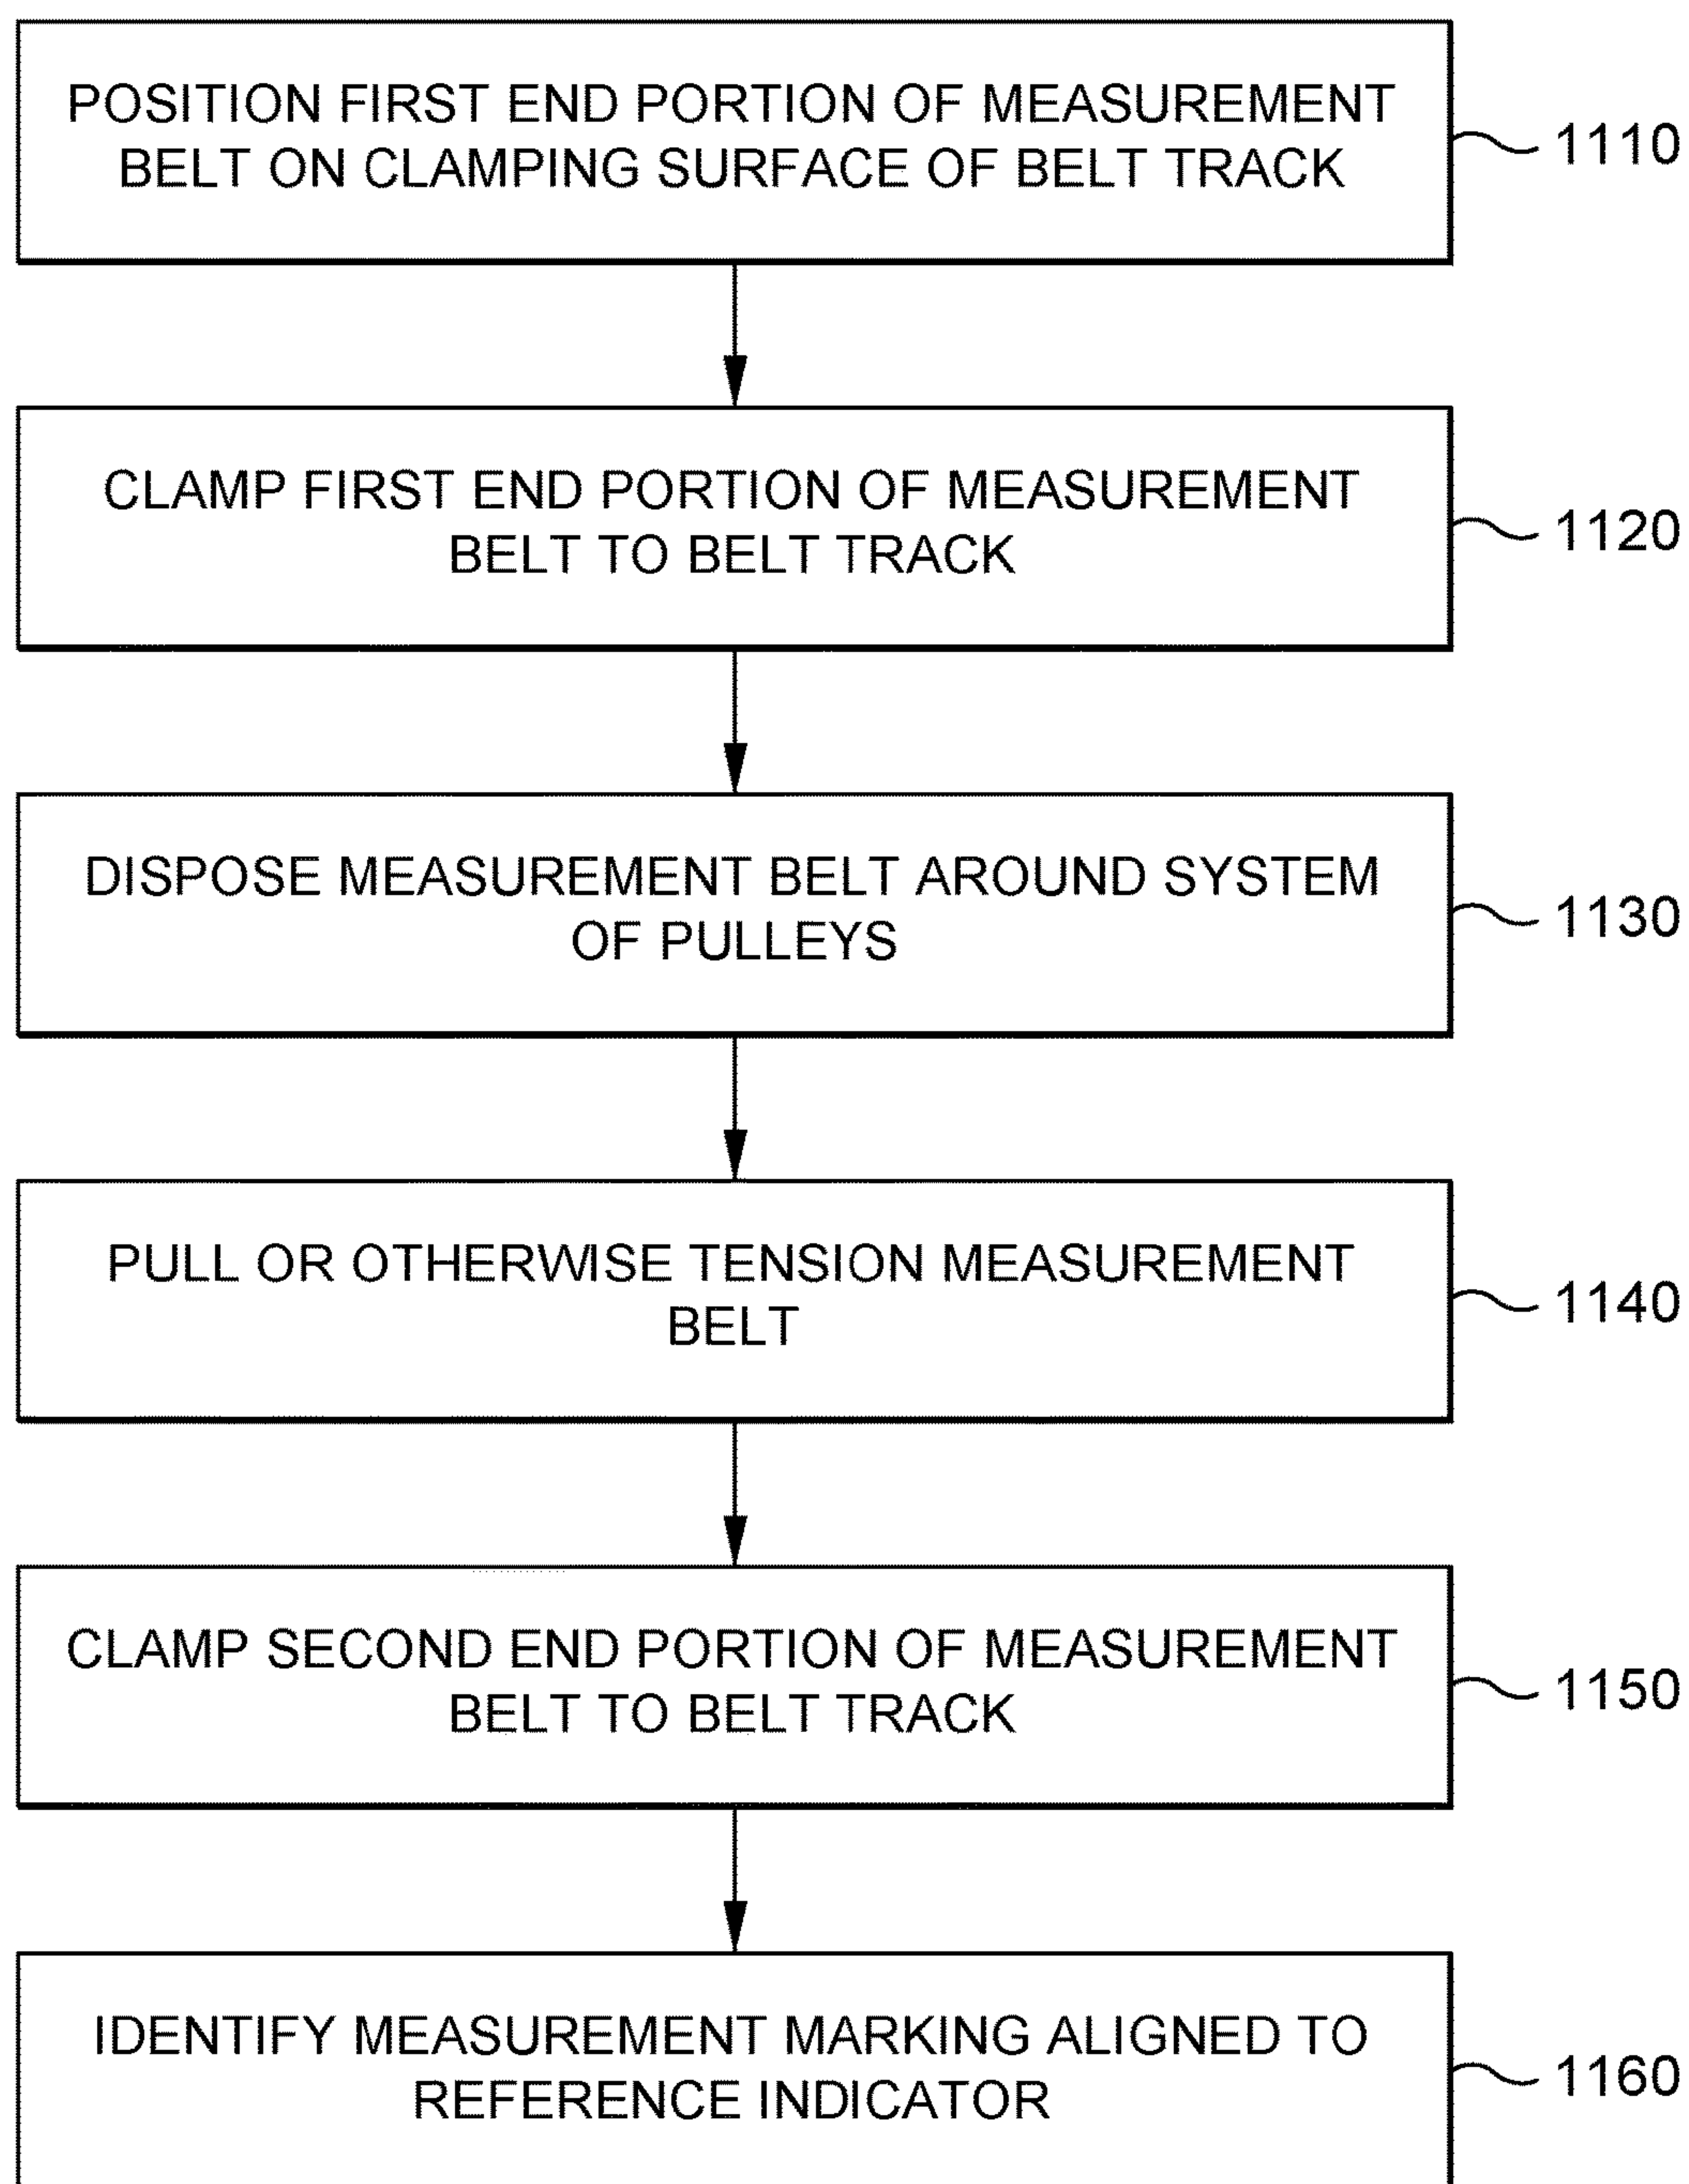 POSITION FIRST END PORTION OF MEASUREMENT
BELT ON CLAMPING SURFACE OF BELT TRACK
1110
CLAMP FIRST END PORTION OF MEASUREMENT
BELT TO BELT TRACK
1120
DISPOSE MEASUREMENT BELT AROUND SYSTEM
OF PULLEYS
1130
PULL OR OTHERWISE TENSION MEASUREMENT
BELT
1140
CLAMP SECOND END PORTION OF MEASUREMENT
BELT TO BELT TRACK
1150
IDENTIFY MEASUREMENT MARKING ALIGNED TO
REFERENCE INDICATOR
1160